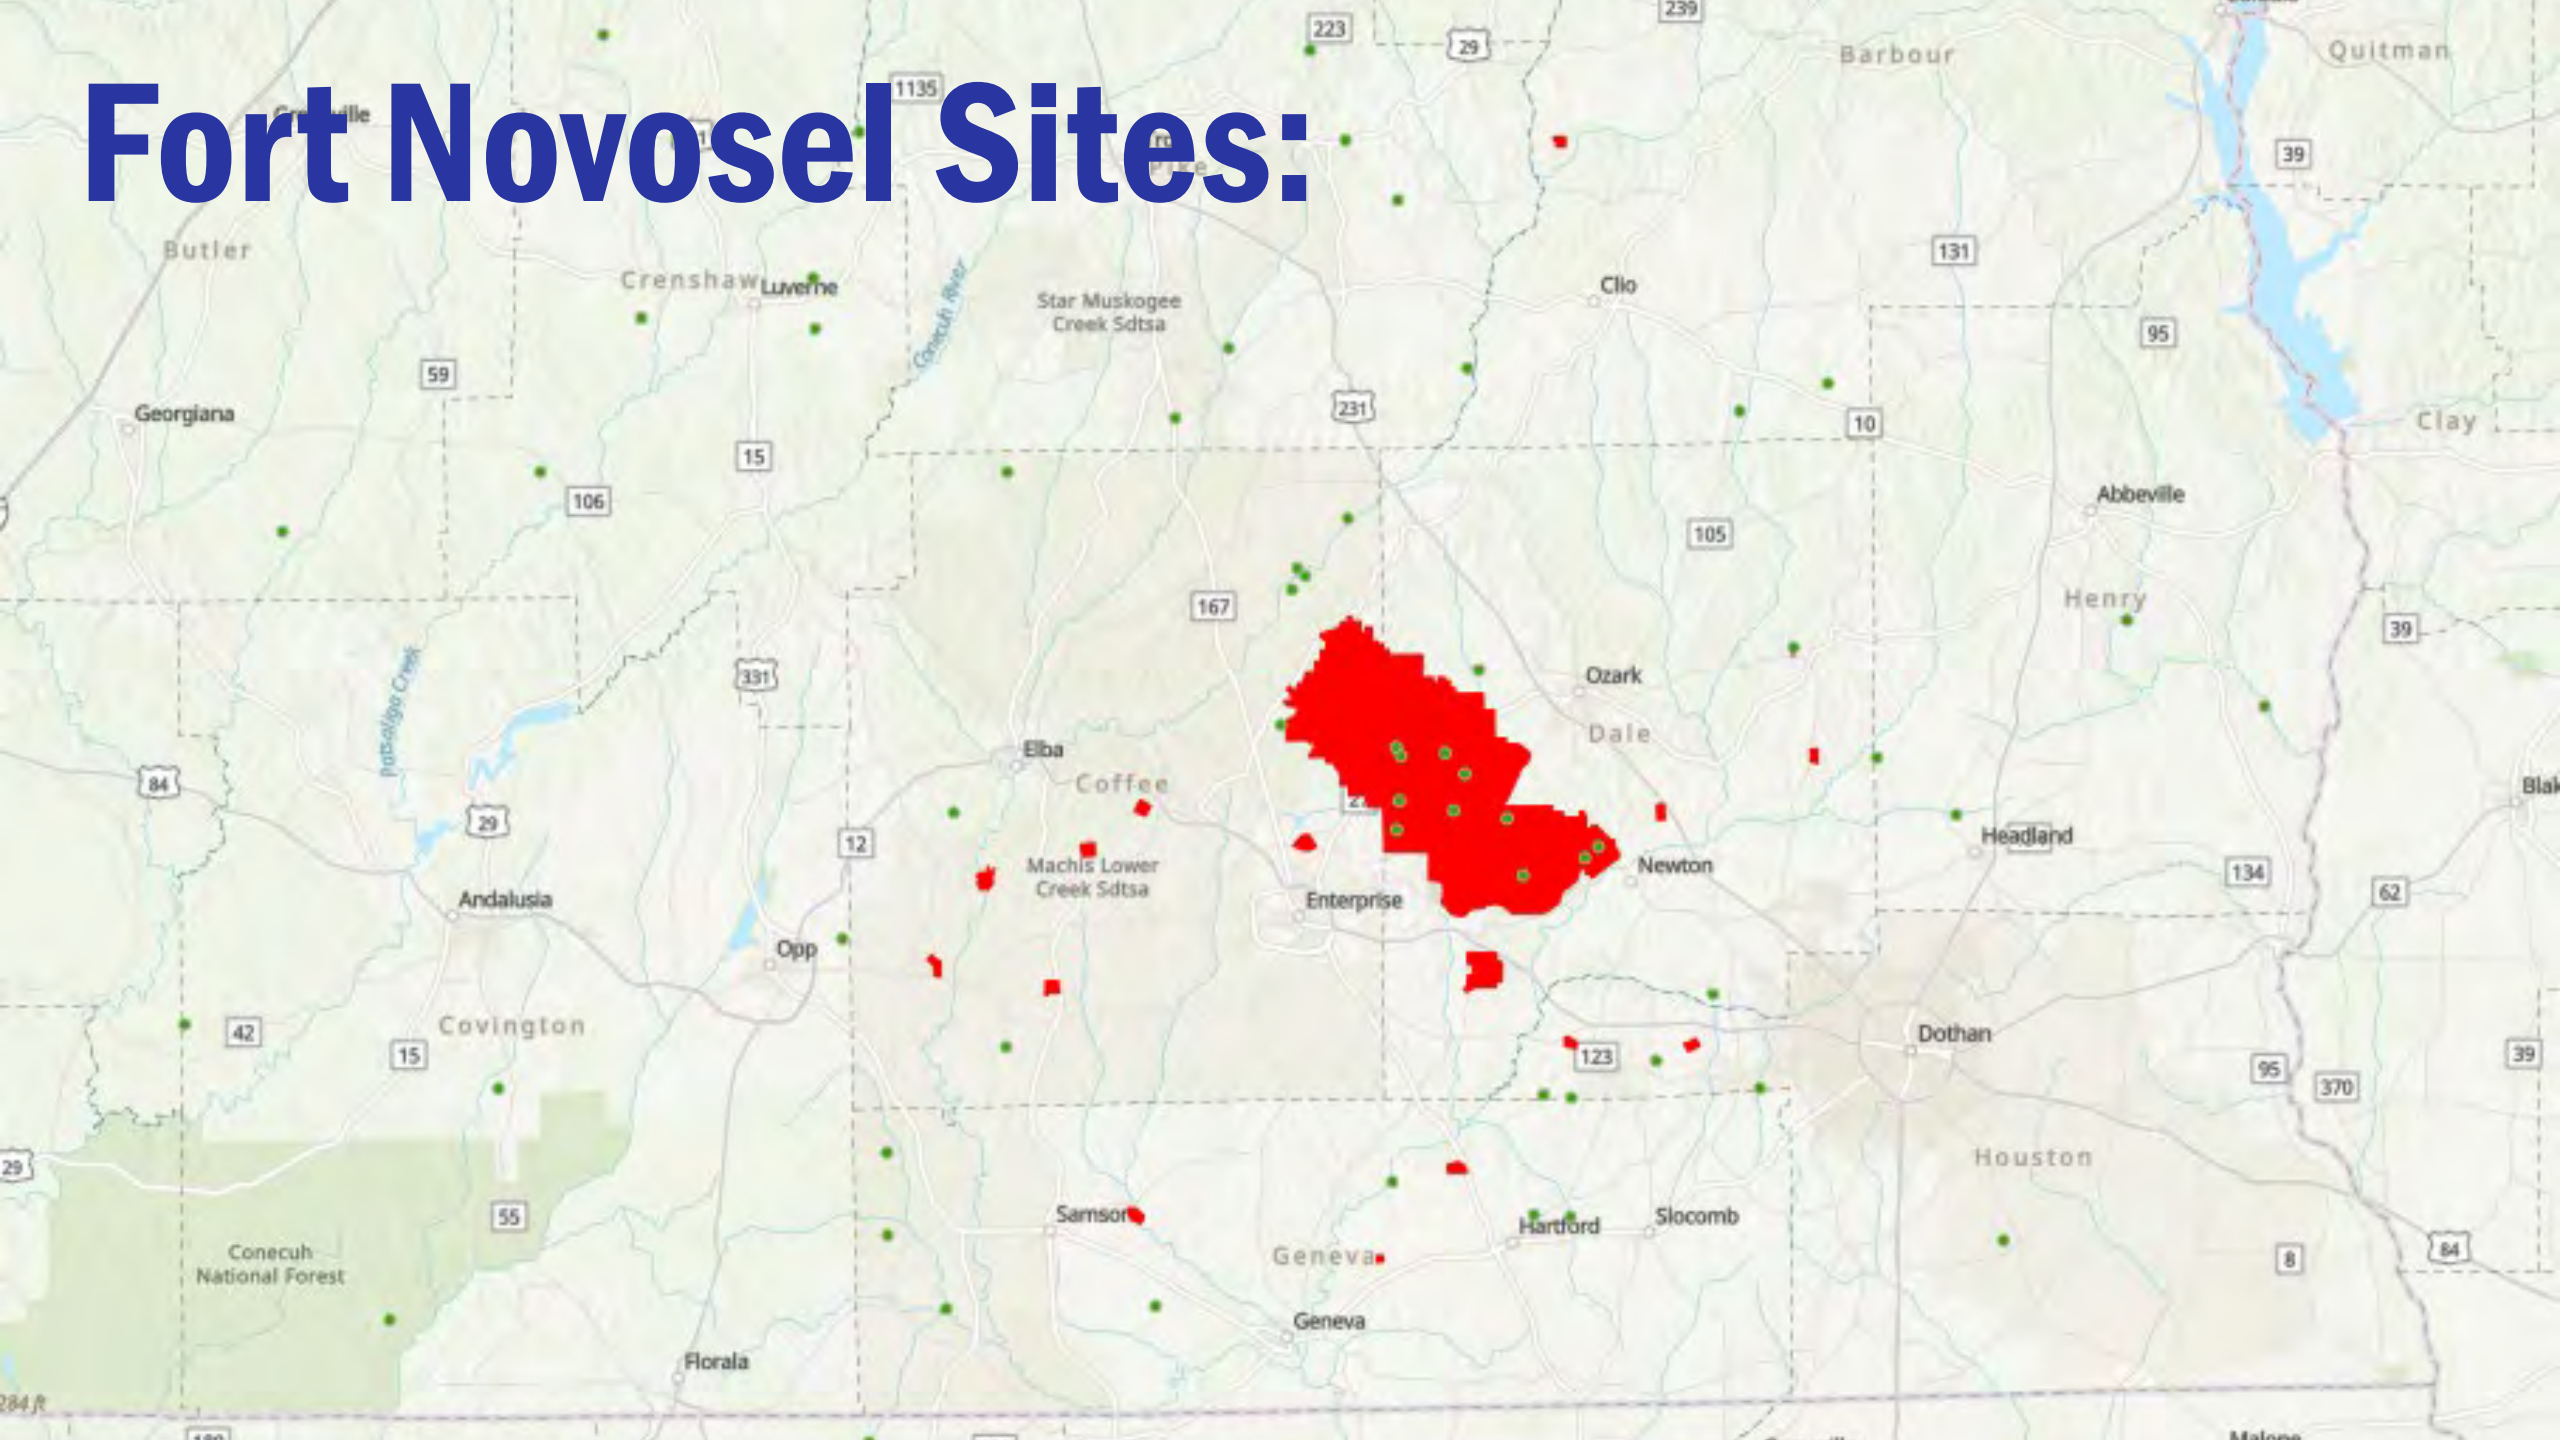 Fort Novosel Sites:
223
239
29
Barbour
Quitman
1135
39
Butler
Crenshaw
Luverne
Conecuh River
Star Muskogee
Creek Sdtsa
Clio
131
95
59
Georgiana
231
10
Clay
15
106
Abbeville
105
167
Henry
39
Patsaliga Creek
331
Ozark
Dale
Elba
Coffee
84
29
12
Machis Lower
Creek Sdtsa
Newton
Headland
134
62
Andalusia
Enterprise
Opp
42
Covington
15
123
Dothan
39
95
370
29
Houston
55
Samson
Hartford
Slocomb
Conecuh
National Forest
Geneva
84
8
Geneva
Florala
284 ft